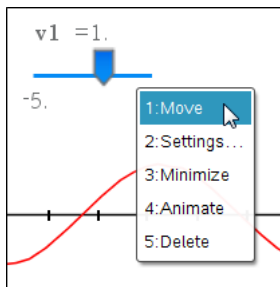 v1 =1.
-5.
1:Move
2:Settings...
3:Minimize
4:Animate
5:Delete